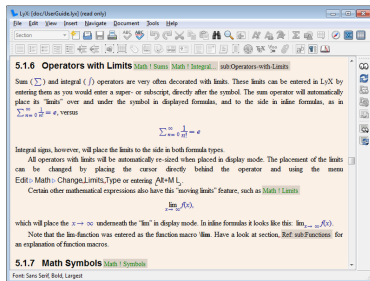 LyX: [doc/UserGuide.lyx] (read only)
File Edit View Insert Navigate Document Tools Help
Section
5.1.6 Operators with Limits Math ! Sums Math ! Integral... sub:Operators-with-Limits
Sum (∑) and integral (∫) operators are very often decorated with limits. These limits can be entered in LyX by
entering them as you would enter a super- or subscript, directly after the symbol. The sum operator will automatically
place its "limits" over and under the symbol in displayed formulas, and to the side in inline formulas, as in
∑_{n=0}^{∞} 1/n! = e, versus
∑_{n=0}^{∞} 1/n! = e
Integral signs, however, will place the limits to the side in both formula types.
All operators with limits will be automatically re-sized when placed in display mode. The placement of the limits
can be changed by placing the cursor directly behind the operator and using the menu
Edit ▷ Math ▷ Change␣Limits␣Type or entering Alt+M L.
Certain other mathematical expressions also have this "moving limits" feature, such as Math ! Limits
lim_{x→∞} f(x),
which will place the x → ∞ underneath the "lim" in display mode. In inline formulas it looks like this: lim_{x→∞} f(x).
Note that the lim-function was entered as the function macro \lim. Have a look at section, Ref: sub:Functions for
an explanation of function macros.
5.1.7 Math Symbols Math ! Symbols
Font: Sans Serif, Bold, Largest